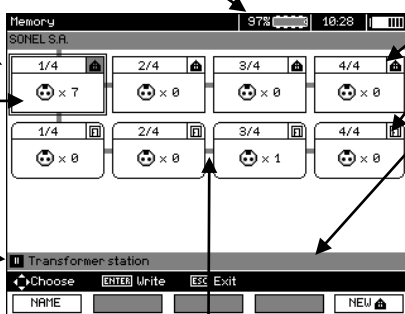 Memory 97% 10:28
SONEL S.A.
1/4 2/4 3/4 4/4
× 7 × 0 × 0 × 0
1/4 2/4 3/4 4/4
× 0 × 0 × 1 × 0
Transformer station
Choose ENTER Write ESC Exit
NAME NEW